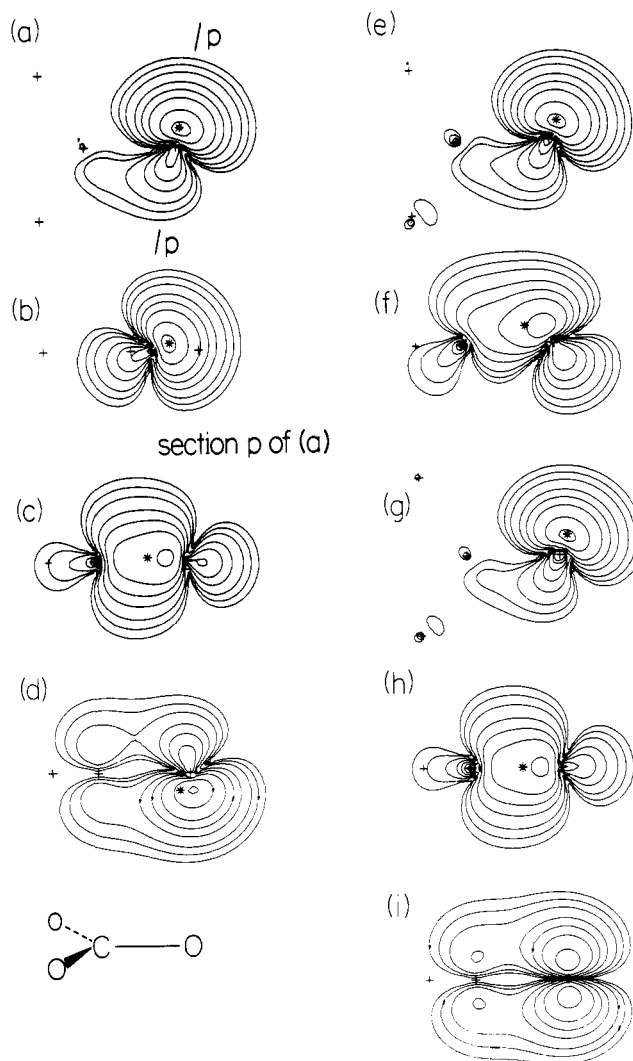 (a)
/p
/p
(b)
section p of (a)
(c)
(d)
O
C
O
O
(e)
(f)
(g)
(h)
(i)